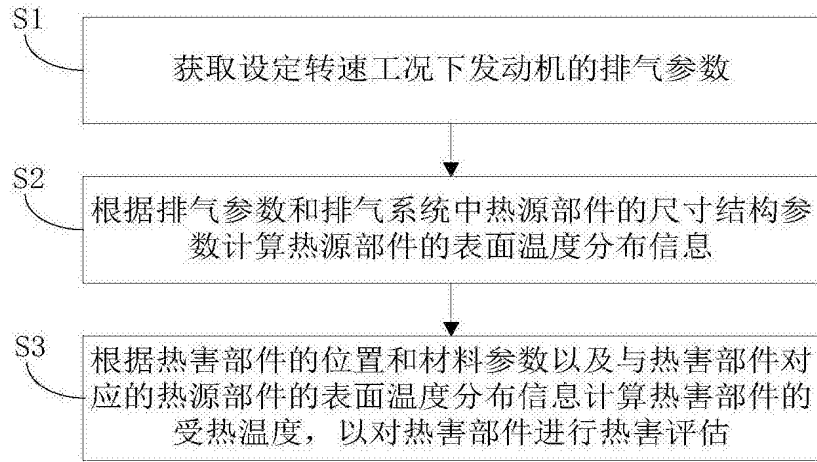 S1
获取设定转速工况下发动机的排气参数
S2
根据排气参数和排气系统中热源部件的尺寸结构参
数计算热源部件的表面温度分布信息
S3
根据热害部件的位置和材料参数以及与热害部件对
应的热源部件的表面温度分布信息计算热害部件的
受热温度，以对热害部件进行热害评估